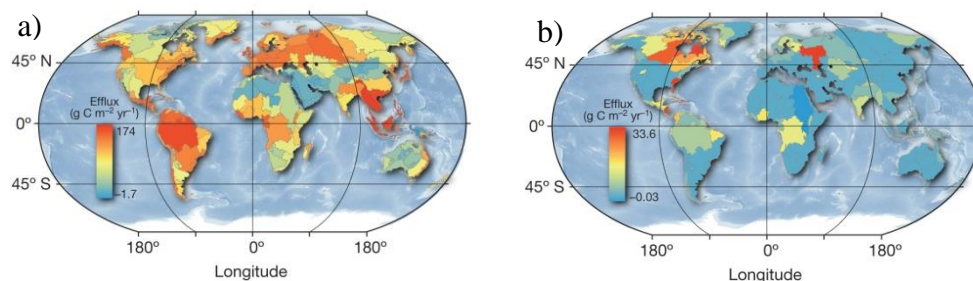 a)
45° N
Efflux
(g C m⁻² yr⁻¹)
174
0°
−1.7
45° S
180°
0°
180°
Longitude
b)
45° N
Efflux
(g C m⁻² yr⁻¹)
33.6
0°
−0.03
45° S
180°
0°
180°
Longitude